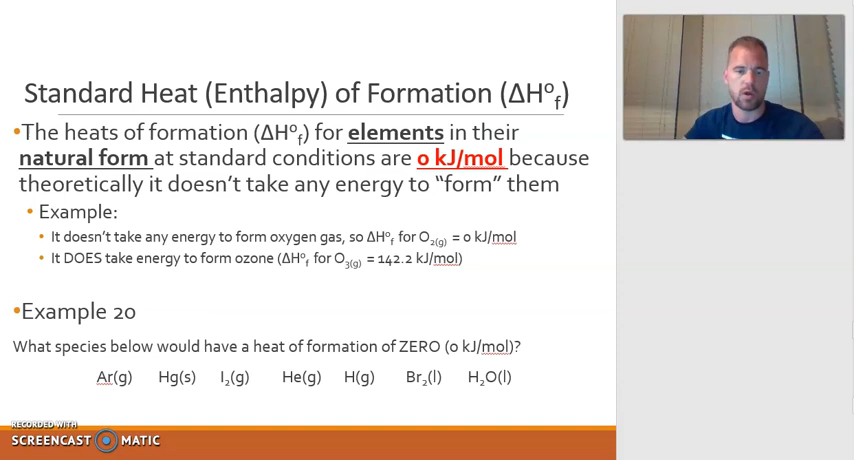 Standard Heat (Enthalpy) of Formation (ΔH°f)
•The heats of formation (ΔH°f) for elements in their
natural form at standard conditions are 0 kJ/mol because
theoretically it doesn't take any energy to “form” them
• Example:
• It doesn't take any energy to form oxygen gas, so ΔH°f for O2(g) = 0 kJ/mol
• It DOES take energy to form ozone (ΔH°f for O3(g) = 142.2 kJ/mol)
•Example 20
What species below would have a heat of formation of ZERO (0 kJ/mol)?
Ar(g) Hg(s) I2(g) He(g) H(g) Br2(l) H2O(l)
RECORDED WITH
SCREENCAST MATIC